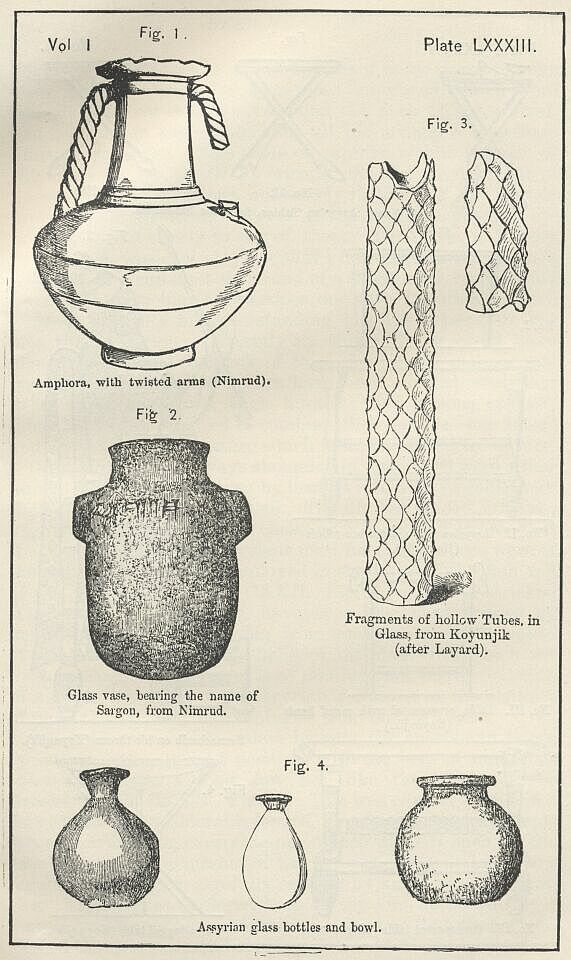 Vol I
Plate LXXXIII.
Fig. 1.
Amphora, with twisted arms (Nimrud).
Fig 2.
Glass vase, bearing the name of
Sargon, from Nimrud.
Fig. 3.
Fragments of hollow Tubes, in
Glass, from Koyunjik
(after Layard).
Fig. 4.
Assyrian glass bottles and bowl.